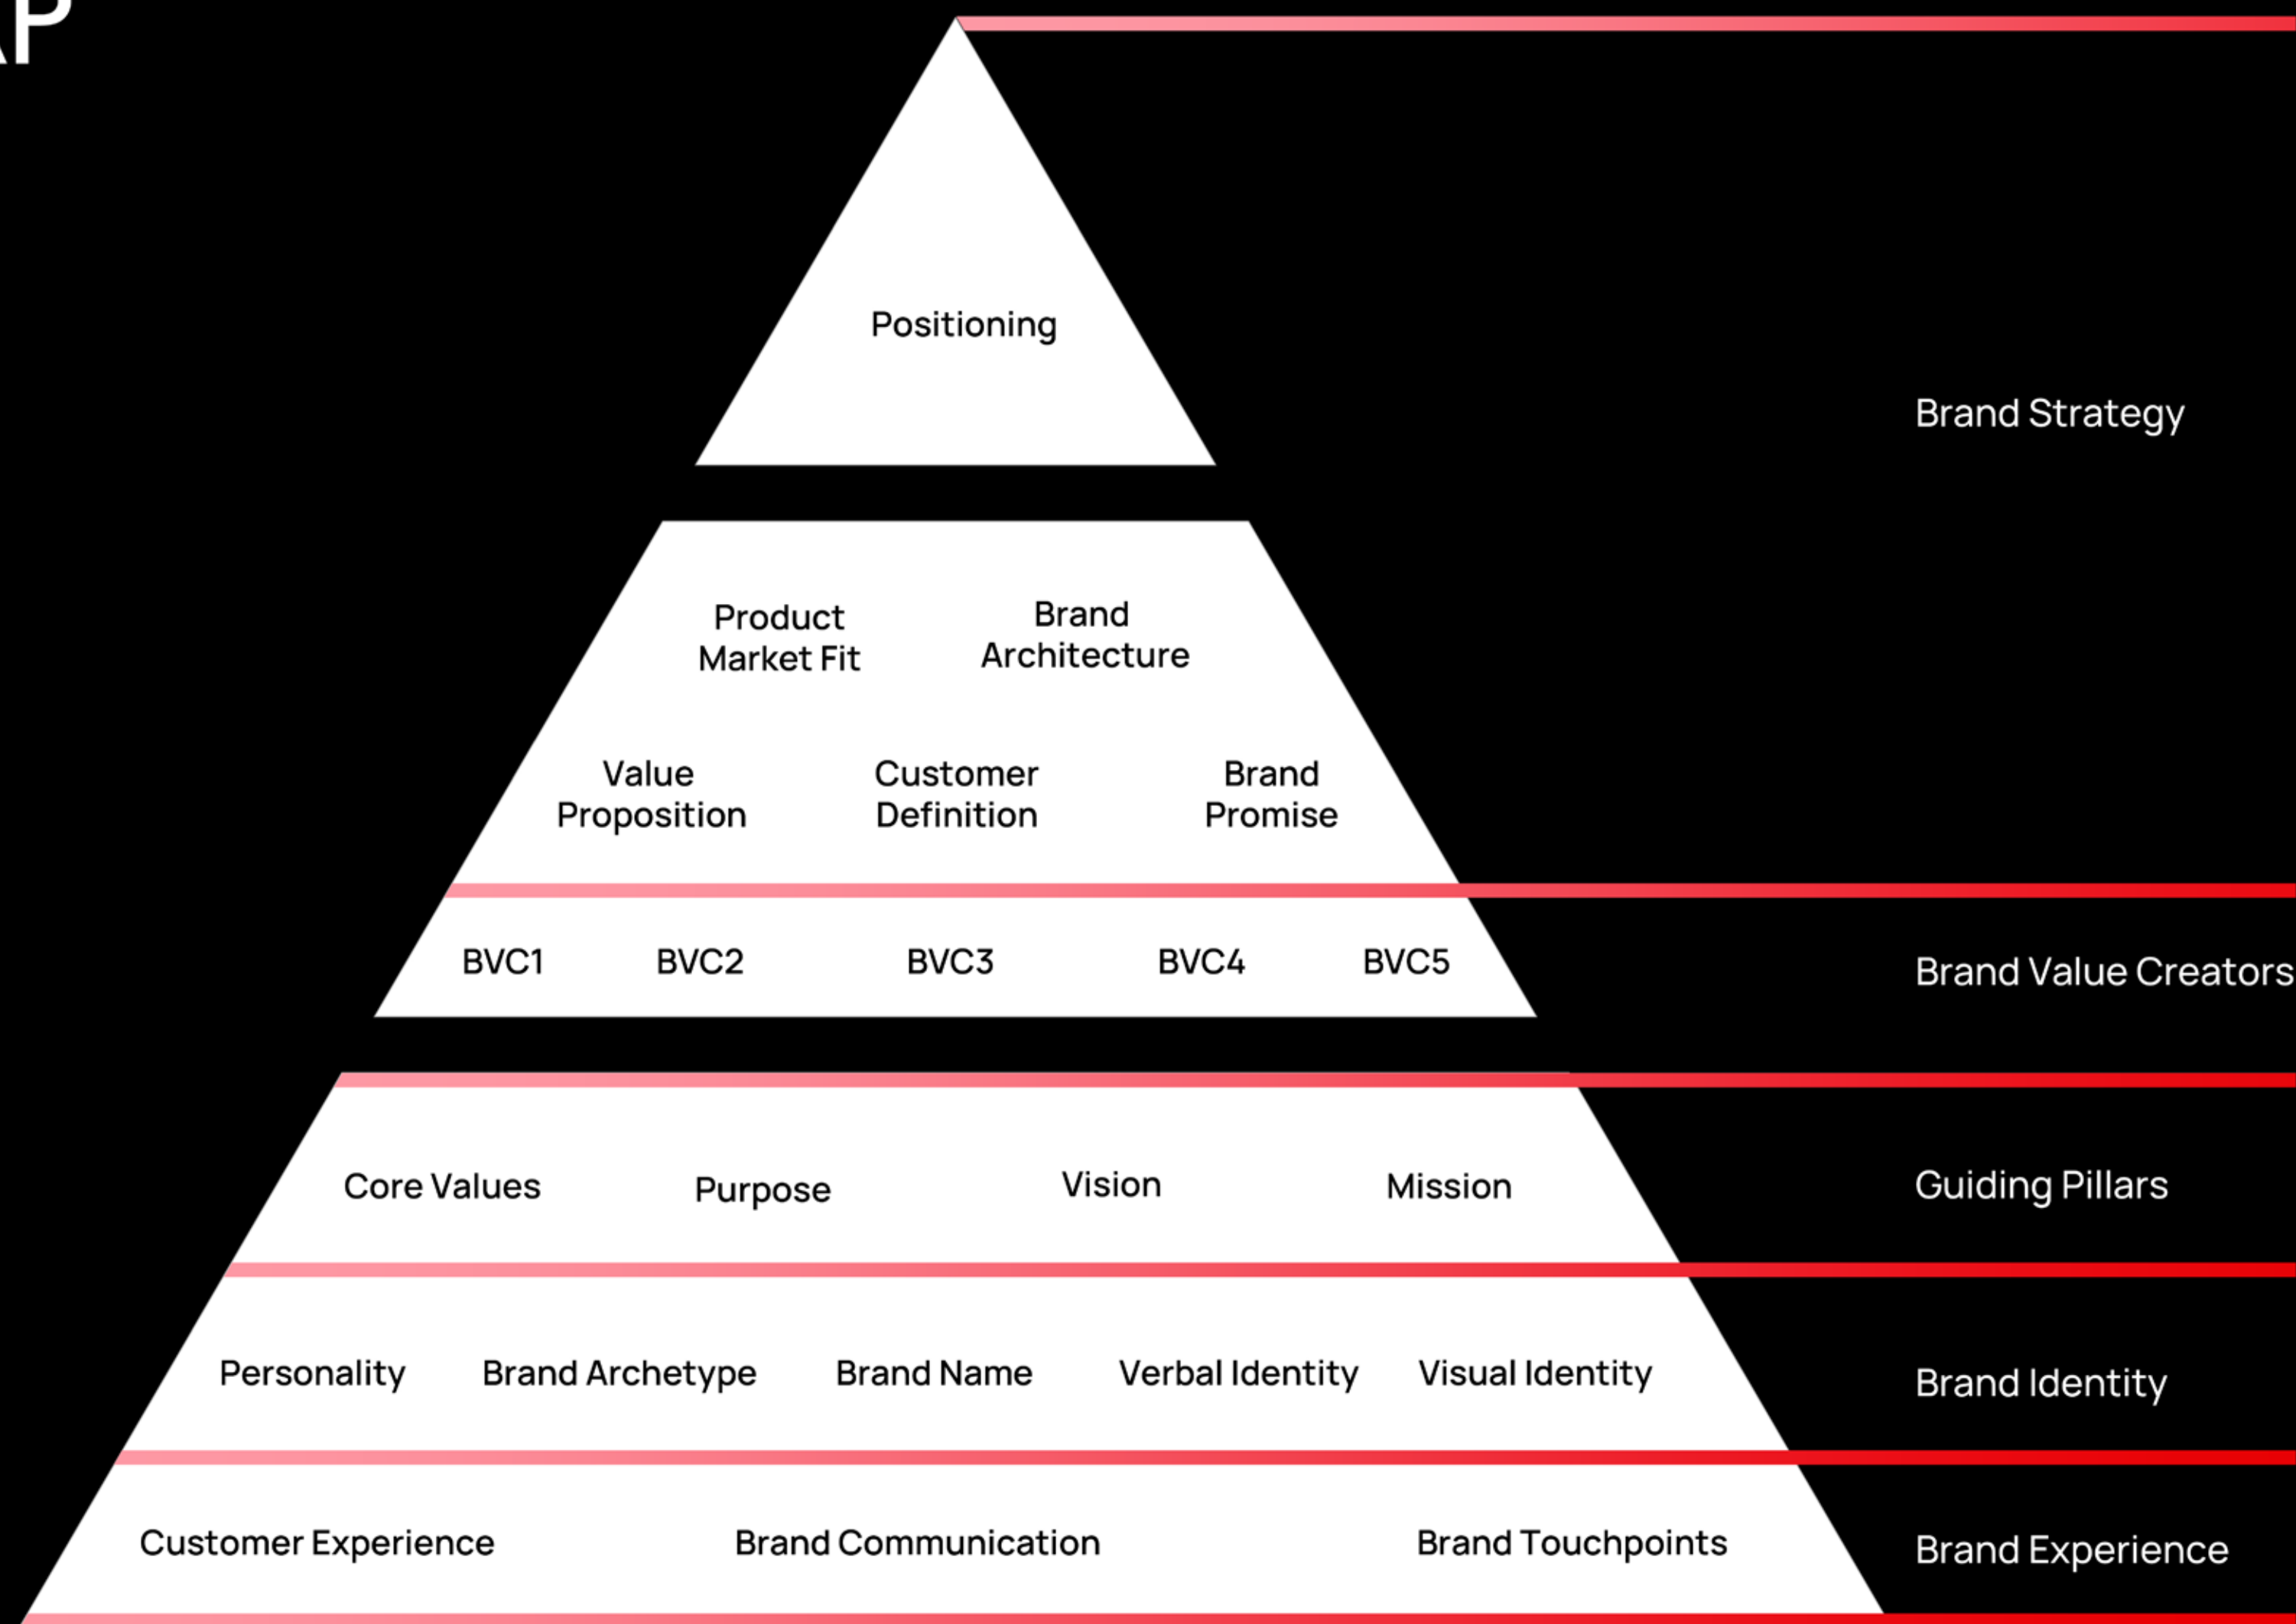 AP
Positioning
Brand Strategy
Product
Market Fit
Brand
Architecture
Value
Proposition
Customer
Definition
Brand
Promise
BVC1 BVC2 BVC3 BVC4 BVC5
Brand Value Creators
Core Values Purpose Vision Mission
Guiding Pillars
Personality Brand Archetype Brand Name Verbal Identity Visual Identity
Brand Identity
Customer Experience Brand Communication Brand Touchpoints
Brand Experience